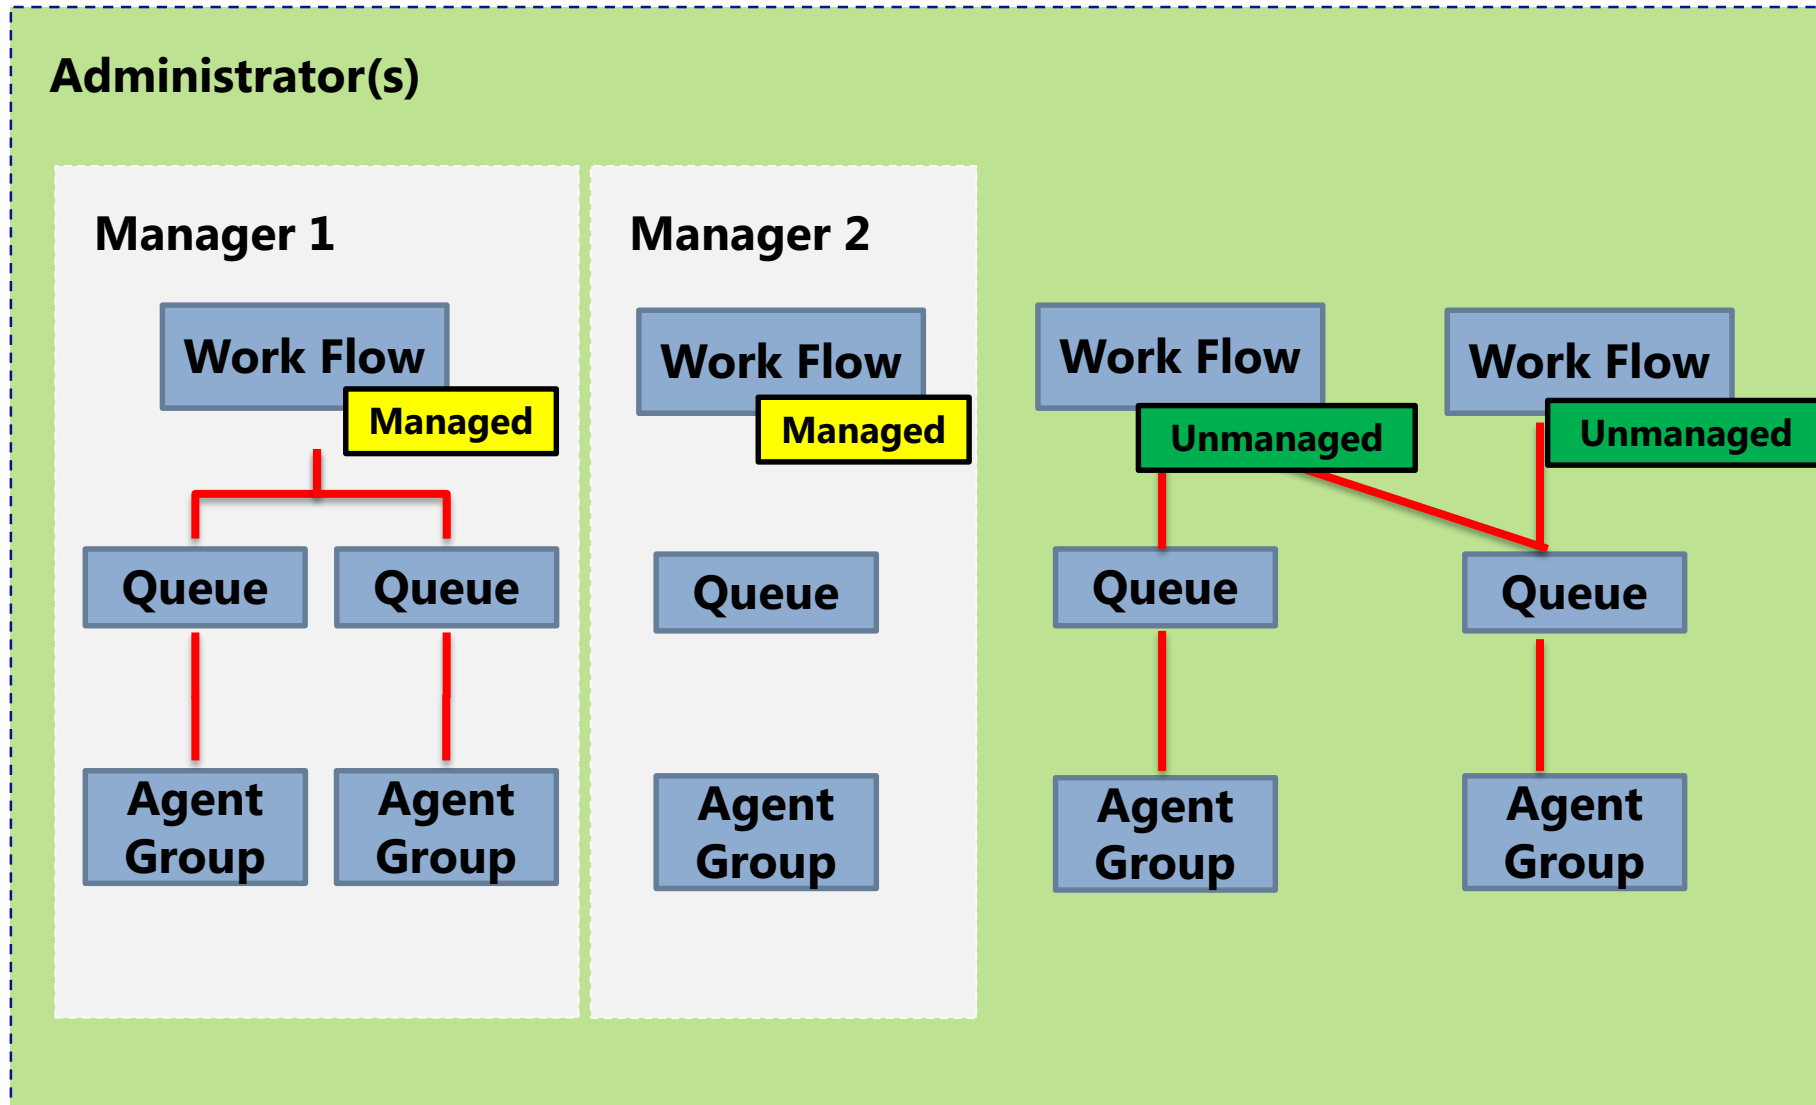 Administrator(s)
Manager 1
Manager 2
Work Flow
Managed
Work Flow
Managed
Work Flow
Unmanaged
Work Flow
Unmanaged
Queue
Queue
Queue
Queue
Queue
Agent
Group
Agent
Group
Agent
Group
Agent
Group
Agent
Group